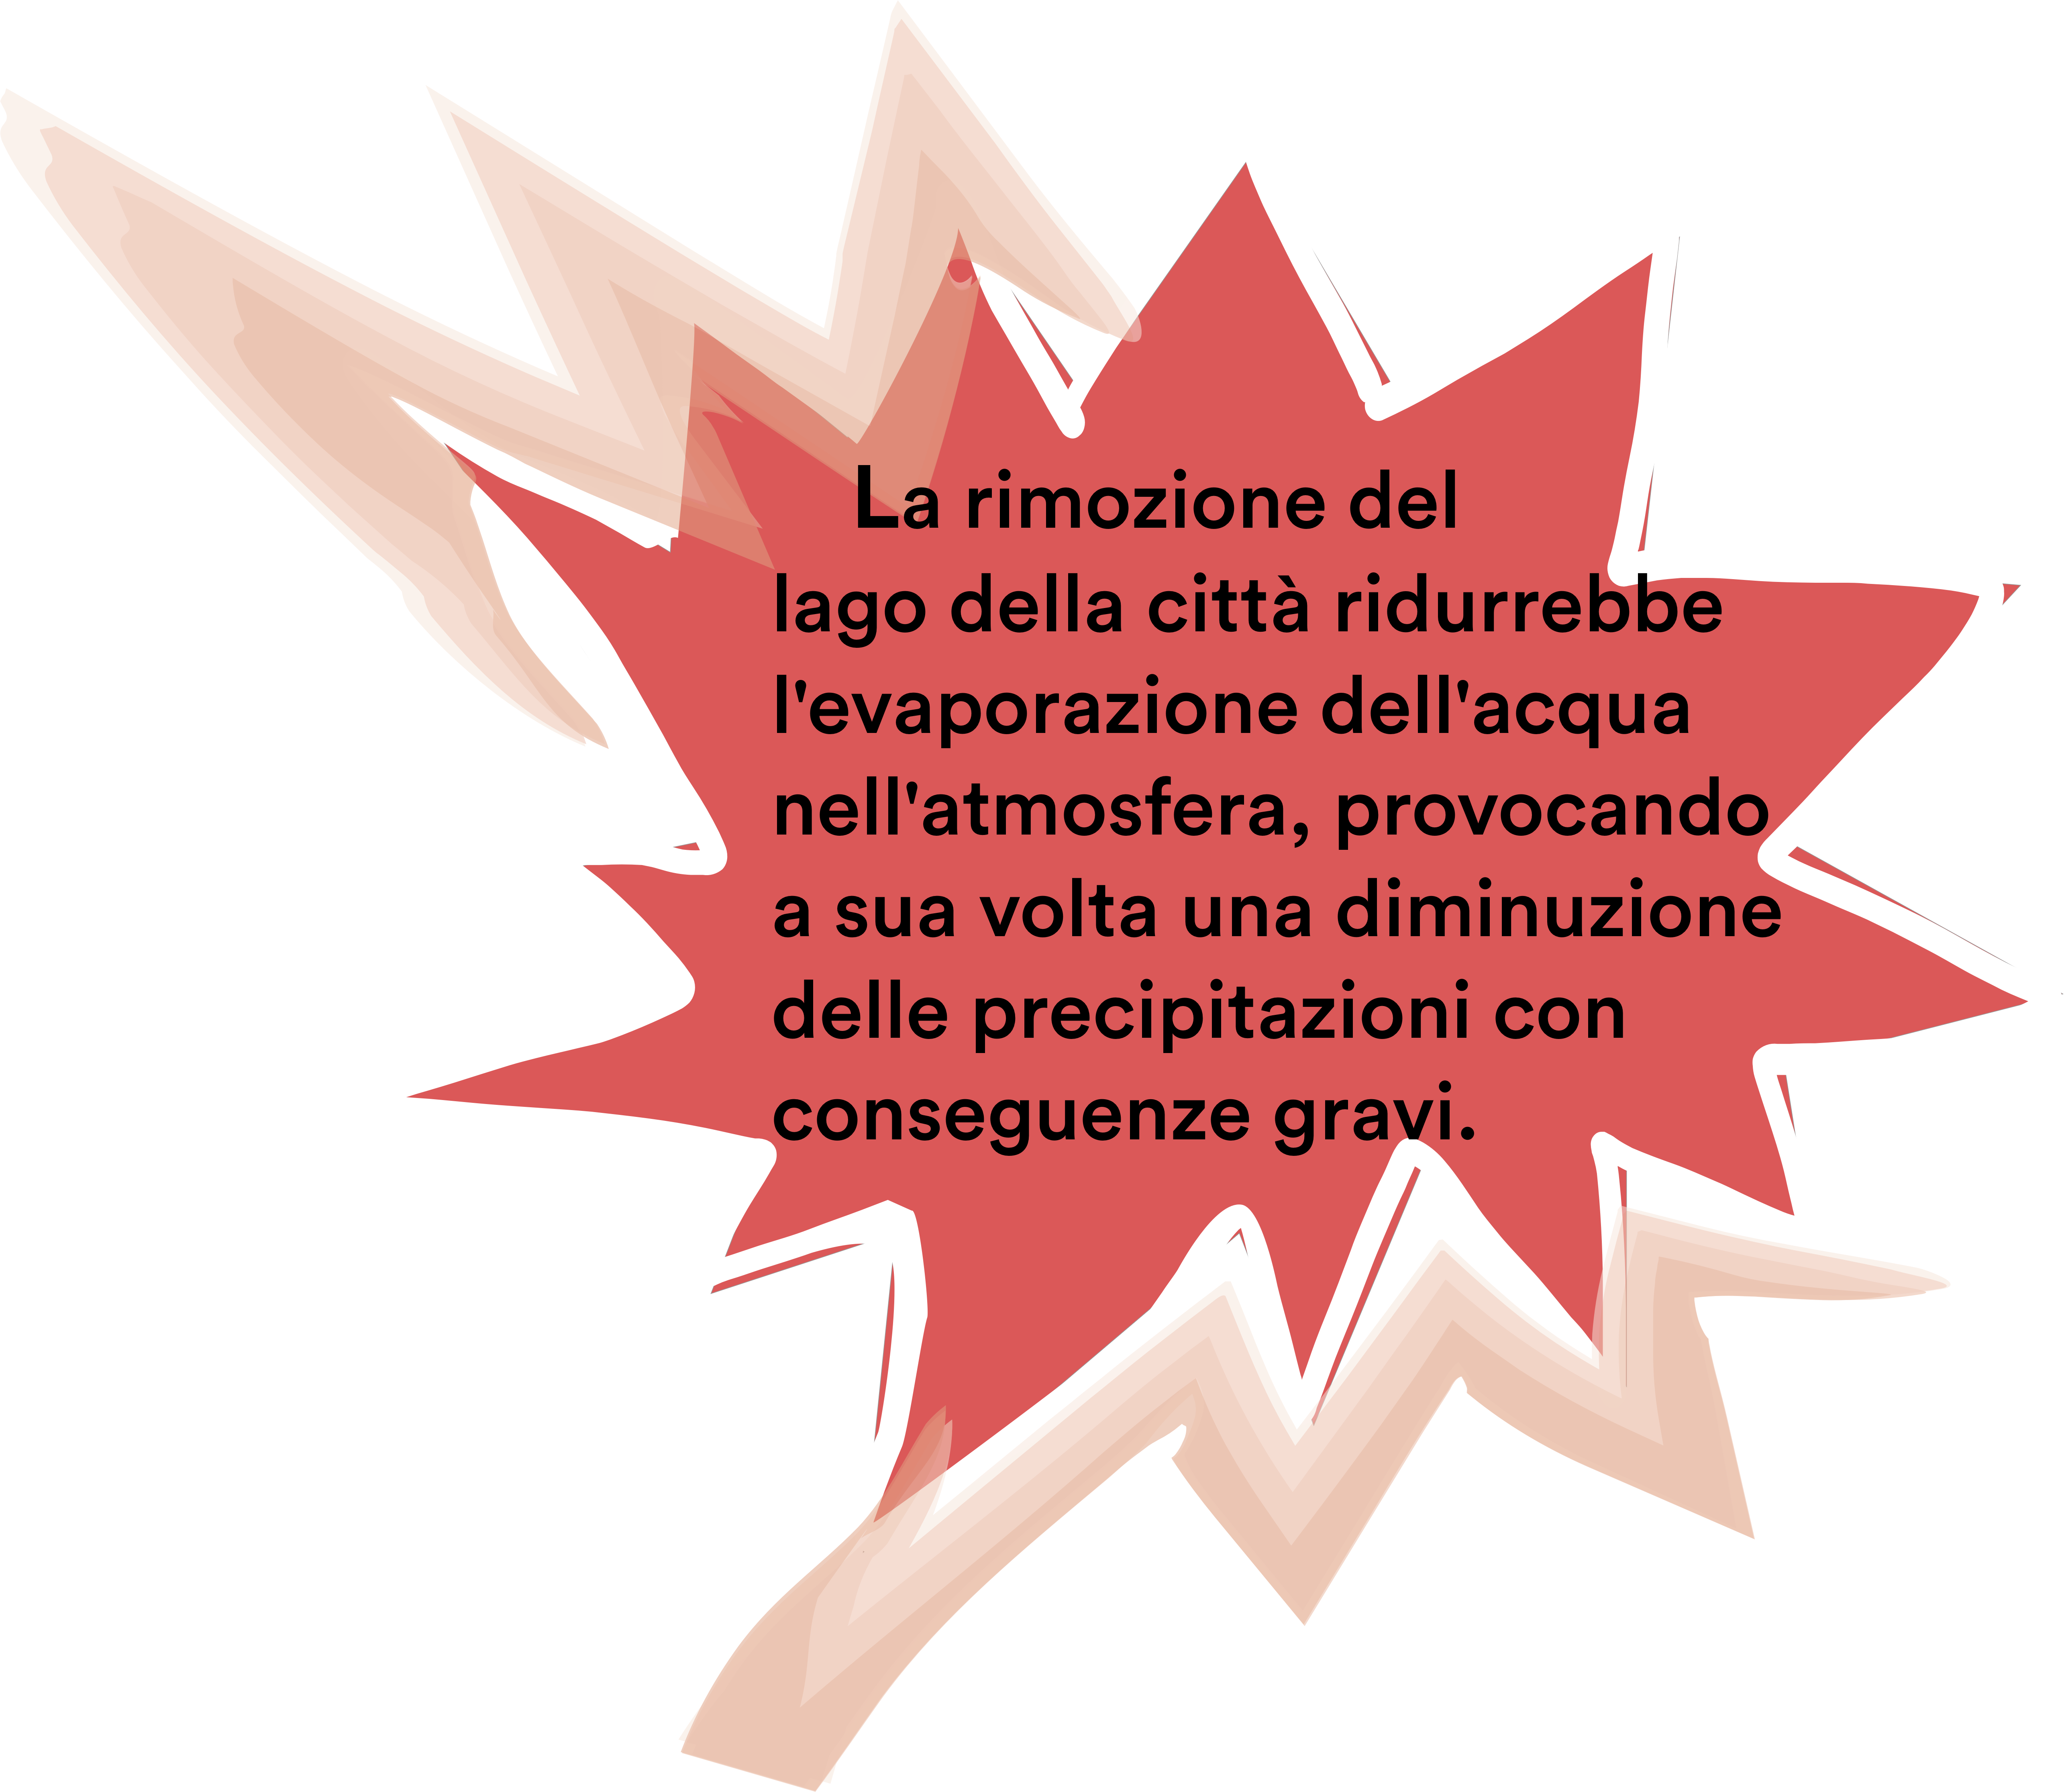 La rimozione del
lago della città ridurrebbe
l'evaporazione dell'acqua
nell'atmosfera, provocando
a sua volta una diminuzione
delle precipitazioni con
conseguenze gravi.